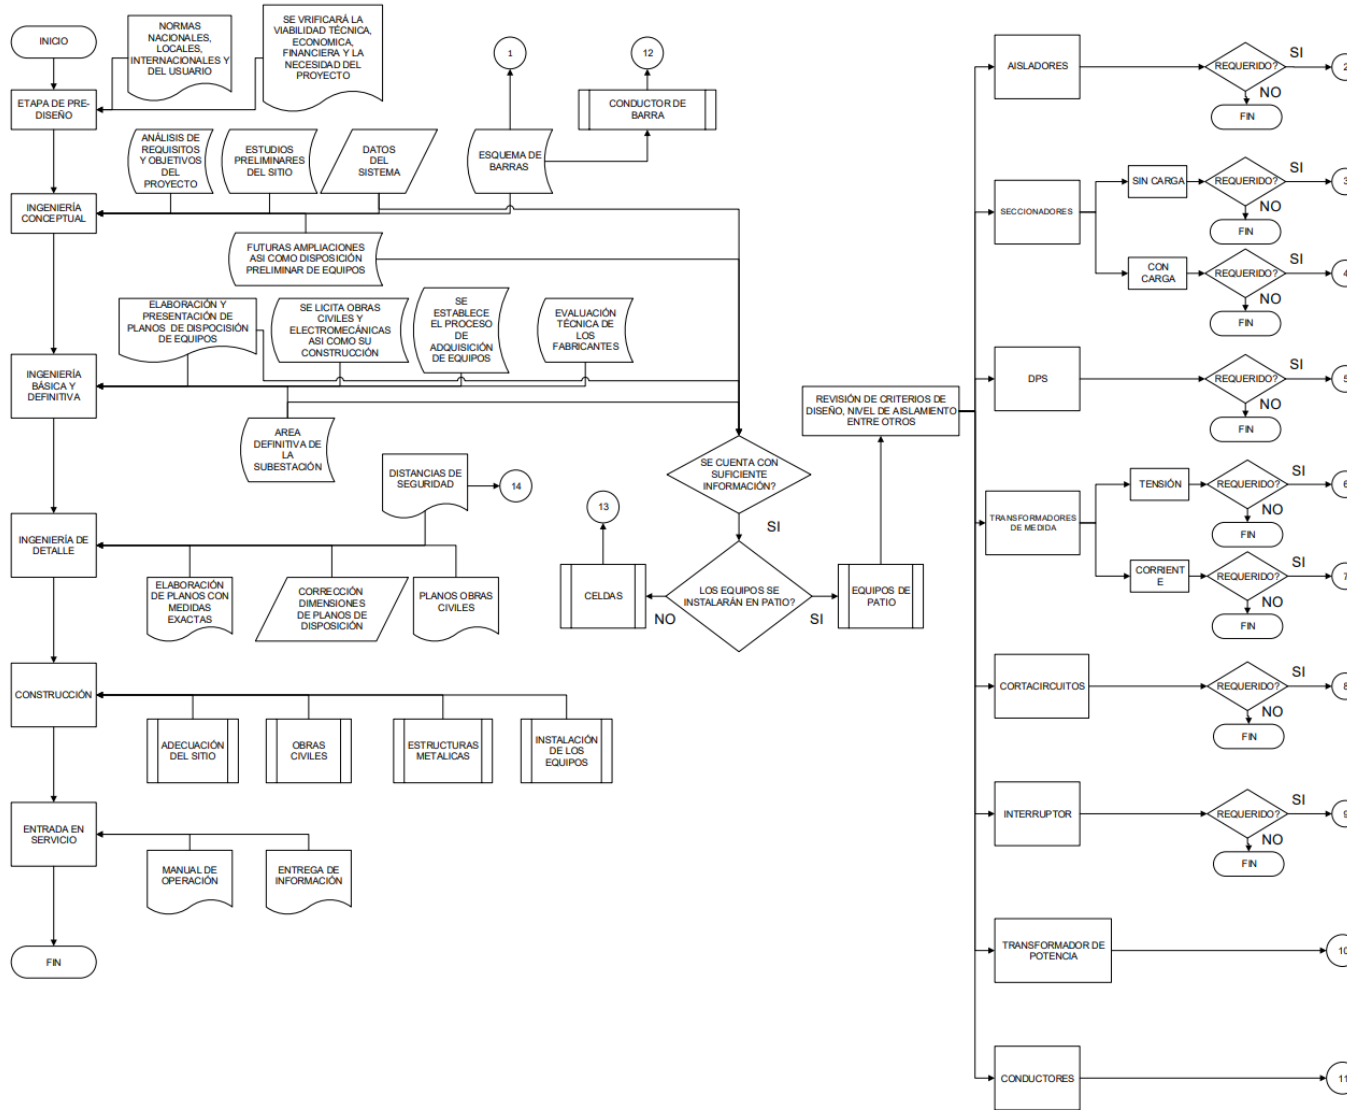 INICIO
NORMAS
NACIONALES,
LOCALES,
INTERNACIONALES Y
DEL USUARIO
SE VRIFICARÁ LA
VIABILIDAD TÉCNICA,
ECONOMICA,
FINANCIERA Y LA
NECESIDAD DEL
PROYECTO
1
12
ETAPA DE PRE-
DISEÑO
CONDUCTOR DE
BARRA
ANÁLISIS DE
REQUISITOS
Y OBJETIVOS
DEL
PROYECTO
ESTUDIOS
PRELIMINARES
DEL SITIO
DATOS
DEL
SISTEMA
ESQUEMA DE
BARRAS
INGENIERÍA
CONCEPTUAL
FUTURAS AMPLIACIONES
ASI COMO DISPOSICIÓN
PRELIMINAR DE EQUIPOS
ELABORACIÓN Y
PRESENTACIÓN DE
PLANOS DE DISPOCISIÓN
DE EQUIPOS
SE LICITA OBRAS
CIVILES Y
ELECTROMECÁNICAS
ASI COMO SU
CONSTRUCCIÓN
SE
ESTABLECE
EL PROCESO
DE
ADQUISICIÓN
DE EQUIPOS
EVALUACIÓN
TÉCNICA DE
LOS
FABRICANTES
INGENIERÍA
BÁSICA Y
DEFINITIVA
AREA
DEFINITIVA DE
LA
SUBESTACIÓN
DISTANCIAS DE
SEGURIDAD
14
INGENIERÍA DE
DETALLE
ELABORACIÓN
DE PLANOS CON
MEDIDAS
EXACTAS
CORRECCIÓN
DIMENSIONES
DE PLANOS DE
DISPOSICIÓN
PLANOS OBRAS
CIVILES
CONSTRUCCIÓN
ADECUACIÓN
DEL SITIO
OBRAS
CIVILES
ESTRUCTURAS
METALICAS
INSTALACIÓN
DE LOS
EQUIPOS
ENTRADA EN
SERVICIO
MANUAL DE
OPERACIÓN
ENTREGA DE
INFORMACIÓN
FIN
SE CUENTA CON
SUFICIENTE
INFORMACIÓN?
SI
LOS EQUIPOS SE
INSTALARÁN EN PATIO?
NO
SI
13
CELDAS
EQUIPOS DE
PATIO
REVISIÓN DE CRITERIOS DE
DISEÑO, NIVEL DE AISLAMIENTO
ENTRE OTROS
AISLADORES
REQUERIDO?
SI
2
NO
FIN
SECCIONADORES
SIN CARGA
REQUERIDO?
SI
3
NO
FIN
CON
CARGA
REQUERIDO?
SI
4
NO
FIN
DPS
REQUERIDO?
SI
5
NO
FIN
TRANSFORMADORES
DE MEDIDA
TENSIÓN
REQUERIDO?
SI
6
NO
FIN
CORRIENT
E
REQUERIDO?
SI
7
NO
FIN
CORTACIRCUITOS
REQUERIDO?
SI
8
NO
FIN
INTERRUPTOR
REQUERIDO?
SI
9
NO
FIN
TRANSFORMADOR DE
POTENCIA
10
CONDUCTORES
11